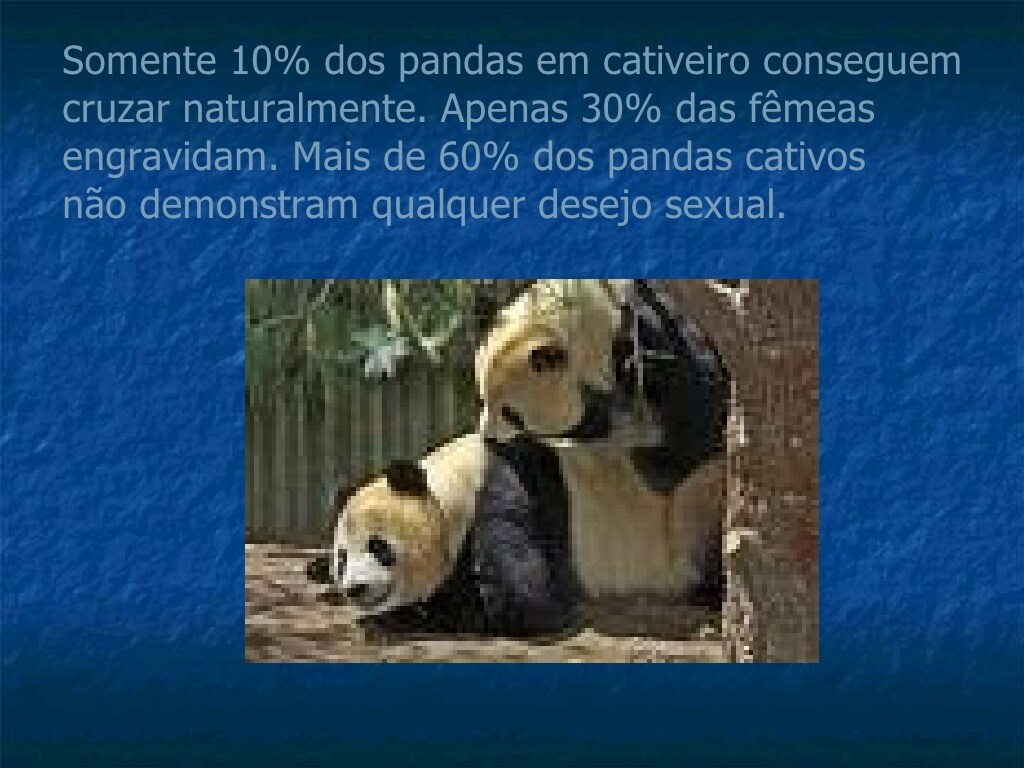 Somente 10% dos pandas em cativeiro conseguem
cruzar naturalmente. Apenas 30% das fêmeas
engravidam. Mais de 60% dos pandas cativos
não demonstram qualquer desejo sexual.